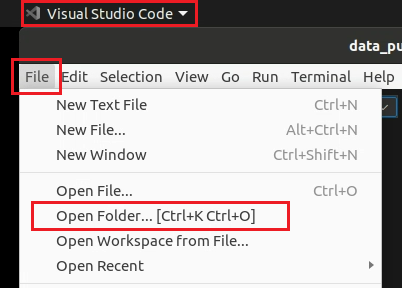 Visual Studio Code
data_pu
File Edit Selection View Go Run Terminal Help
New Text File Ctrl+N
New File... Alt+Ctrl+N
New Window Ctrl+Shift+N
Open File... Ctrl+O
Open Folder... [Ctrl+K Ctrl+O]
Open Workspace from File...
Open Recent